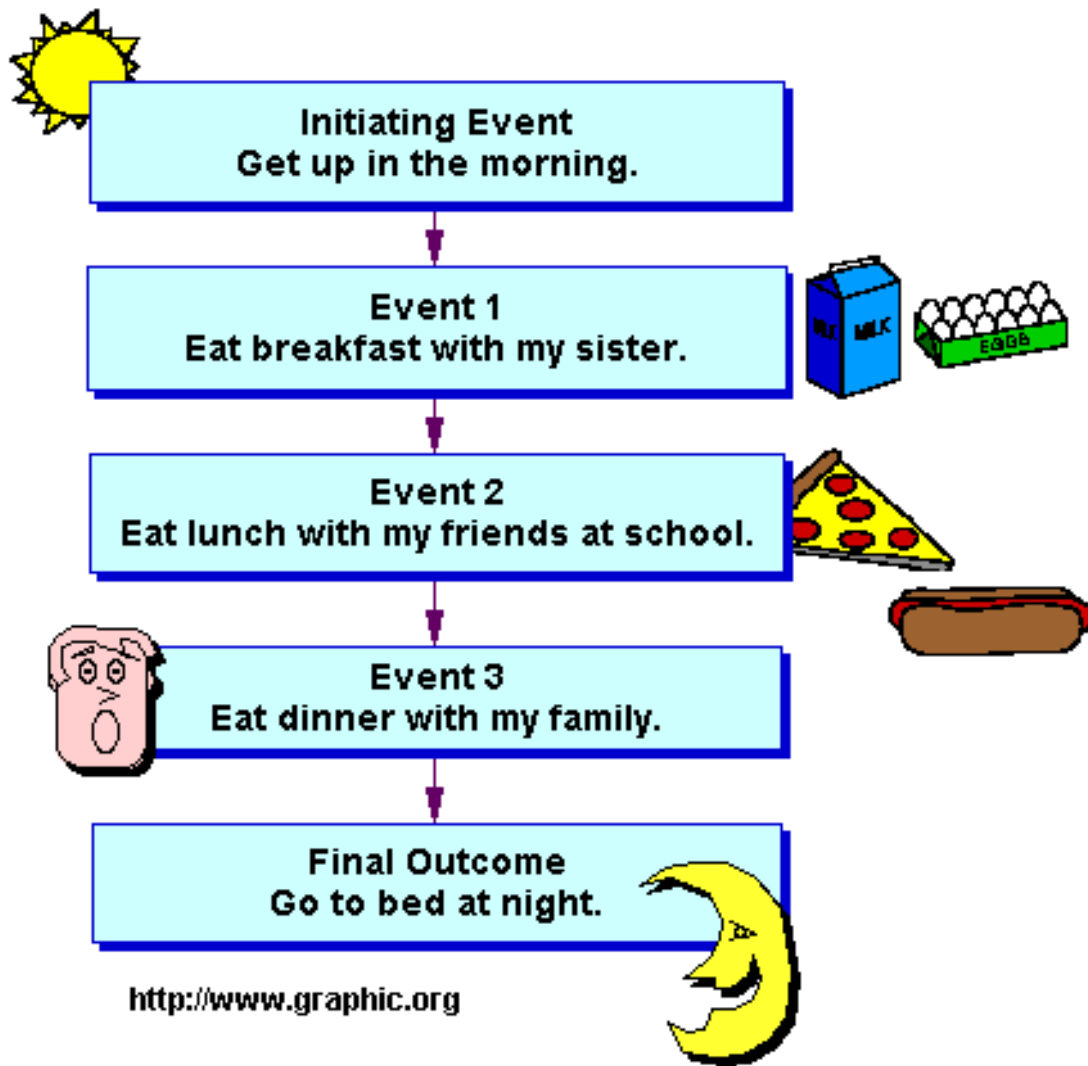 Initiating Event
Get up in the morning.
Event 1
Eat breakfast with my sister.
MILK
EGGS
Event 2
Eat lunch with my friends at school.
Event 3
Eat dinner with my family.
Final Outcome
Go to bed at night.
http://www.graphic.org